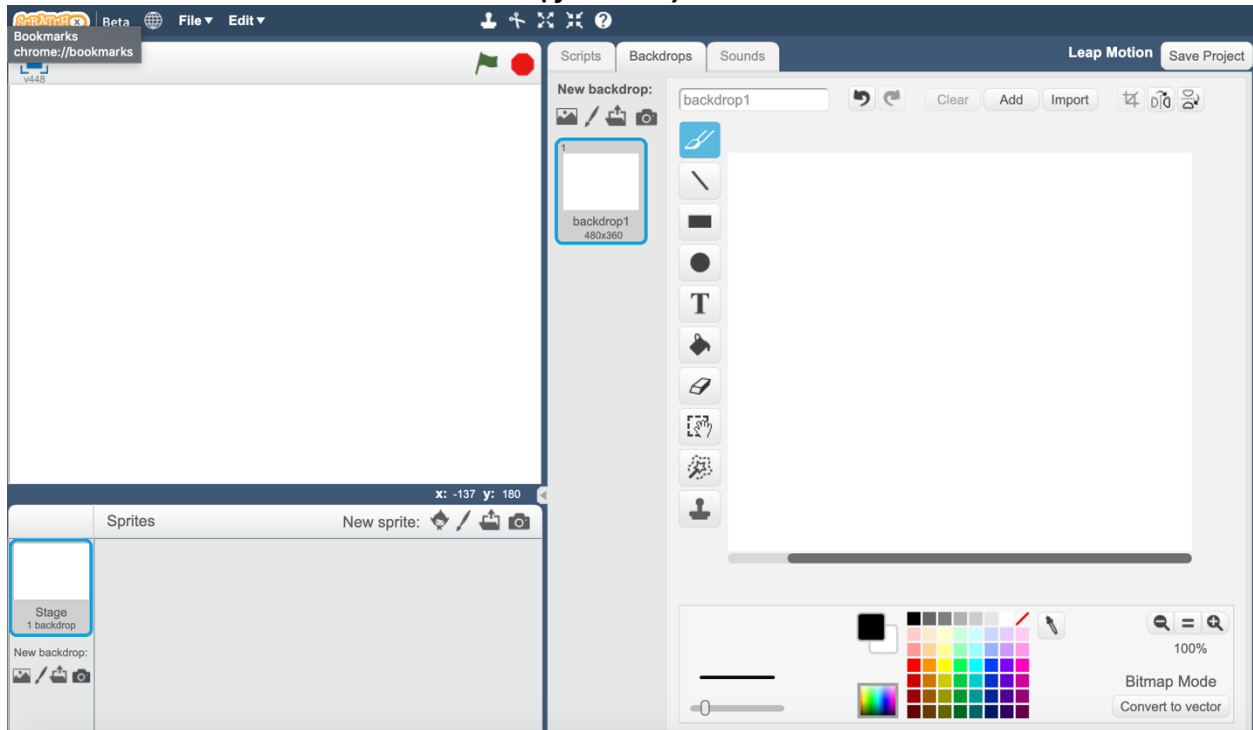 SCRATCHX Beta File ▾ Edit ▾
Bookmarks
chrome://bookmarks
v448
Scripts Backdrops Sounds
Leap Motion Save Project
New backdrop:
backdrop1 Clear Add Import
1
backdrop1
480x360
T
x: -137 y: 180
Sprites New sprite:
Stage
1 backdrop
New backdrop:
100%
Bitmap Mode
Convert to vector